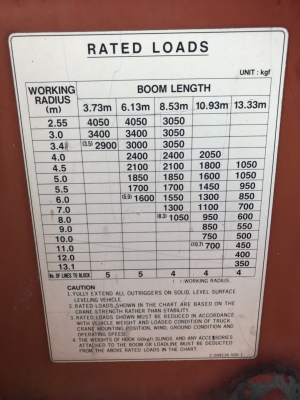 RATED LOADS
UNIT : kgf
WORKING RADIUS (m) BOOM LENGTH
3.73m 6.13m 8.53m 10.93m 13.33m
2.55 4050 4050 3050
3.0 3400 3400 3050
3.4 (3.5) 2900 3000 3050
4.0 2400 2400 2050
4.5 2100 2100 1800 1050
5.0 1850 1850 1600 1050
5.5 1700 1700 1450 950
6.0 (5.9) 1600 1550 1300 850
7.0 1300 1100 700
8.0 (8.3) 1050 950 600
9.0 850 550
10.0 750 500
11.0 (10.7) 700 450
12.0 400
13.1 350
No. OF LINES TO BLOCK 5 5 4 4 4
( ) : WORKING RADIUS.
CAUTION
1. FULLY EXTEND ALL OUTRIGGERS ON SOLID, LEVEL SURFACE
LEVELING VEHICLE.
2. RATED LOADS SHOWN IN THE CHART ARE BASED ON THE
CRANE STRENGTH RATHER THAN STABILITY.
3. RATED LOADS SHOWN MUST BE REDUCED IN ACCORDANCE
WITH VEHICLE WEIGHT AND LOADED CONDITION OF TRUCK,
CRANE MOUNTING POSITION, WIND, GROUND CONDITION AND
OPERATING SPEED.
4. THE WEIGHTS OF HOOK (50kgf), SLINGS, AND ANY ACCESSORIES
ATTACHED TO THE BOOM OR LOADLINE MUST BE DEDUCTED
FROM THE ABOVE RATED LOADS IN THE CHART.